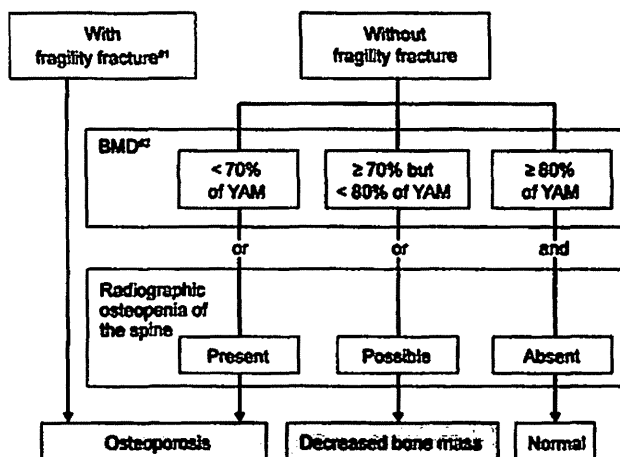 With
fragility fracture#1
Without
fragility fracture
BMD#2
< 70%
of YAM
≥ 70% but
< 80% of YAM
≥ 80%
of YAM
or
or
and
Radiographic
osteopenia of
the spine
Present
Possible
Absent
Osteoporosis
Decreased bone mass
Normal